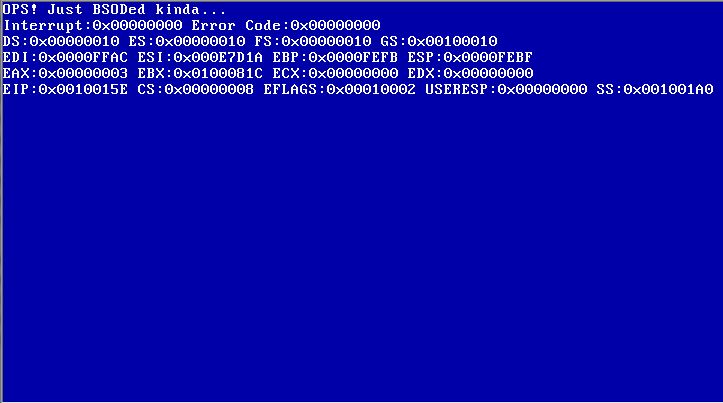 OPS! Just BSODed kinda...
Interrupt:0x00000000 Error Code:0x00000000
DS:0x00000010 ES:0x00000010 FS:0x00000010 GS:0x00100010
EDI:0x0000FFAC ESI:0x000E7D1A EBP:0x0000FEFB ESP:0x0000FEBF
EAX:0x00000003 EBX:0x0100081C ECX:0x00000000 EDX:0x00000000
EIP:0x0010015E CS:0x00000008 EFLAGS:0x00010002 USERESP:0x00000000 SS:0x001001A0